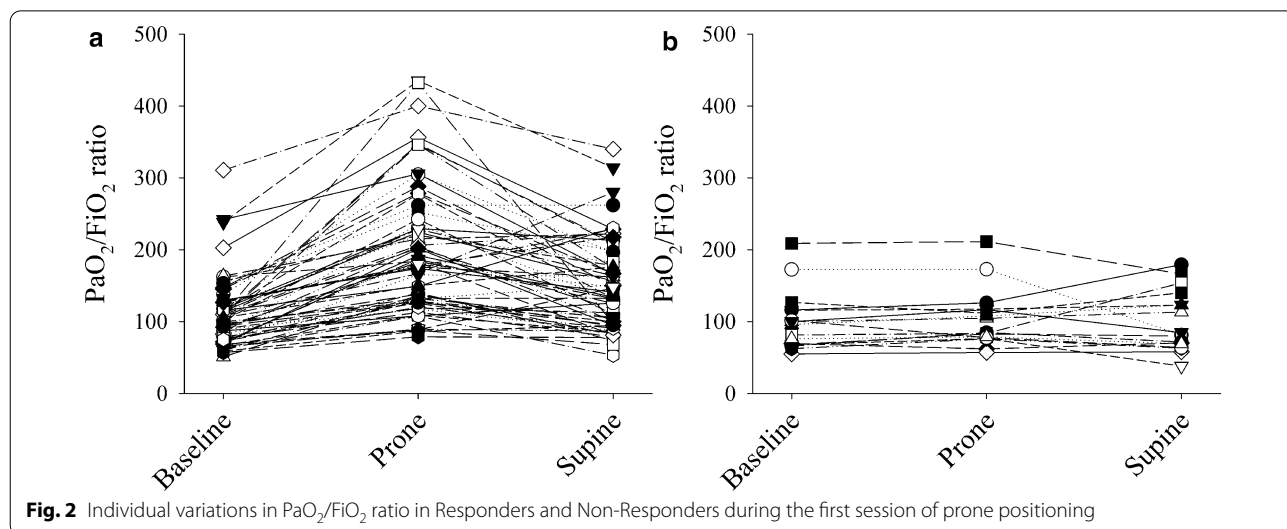 a
500
400
300
200
100
0
PaO₂/FiO₂ ratio
Baseline
Prone
Supine
b
500
400
300
200
100
0
PaO₂/FiO₂ ratio
Baseline
Prone
Supine
Fig. 2 Individual variations in PaO₂/FiO₂ ratio in Responders and Non-Responders during the first session of prone positioning